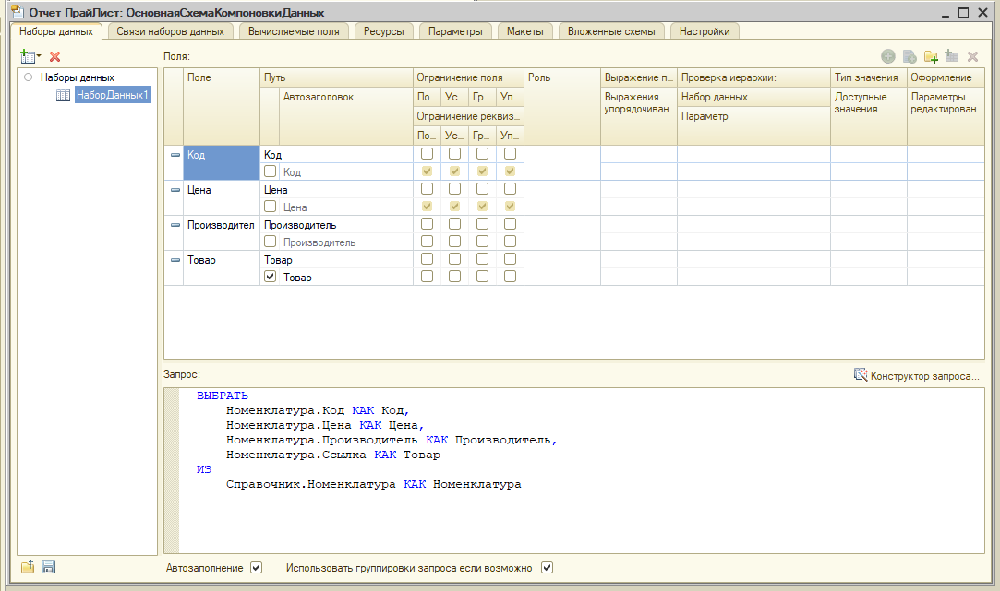 Отчет ПрайЛист: ОсновнаяСхемаКомпоновкиДанных
Наборы данных Связи наборов данных Вычисляемые поля Ресурсы Параметры Макеты Вложенные схемы Настройки
Поля:
Наборы данных
НаборДанных1
Поле Путь Ограничение поля Роль Выражение п... Проверка иерархии: Тип значения Оформление
Автозаголовок По... Ус... Гр... Уп... Выражения упорядочиван Набор данных Доступные значения Параметры редактирован
Ограничение реквиз... Параметр
По... Ус... Гр... Уп...
Код Код
Код
Цена Цена
Цена
Производител Производитель
Производитель
Товар Товар
Товар
Запрос: Конструктор запроса...
ВЫБРАТЬ
Номенклатура.Код КАК Код,
Номенклатура.Цена КАК Цена,
Номенклатура.Производитель КАК Производитель,
Номенклатура.Ссылка КАК Товар
ИЗ
Справочник.Номенклатура КАК Номенклатура
Автозаполнение Использовать группировки запроса если возможно